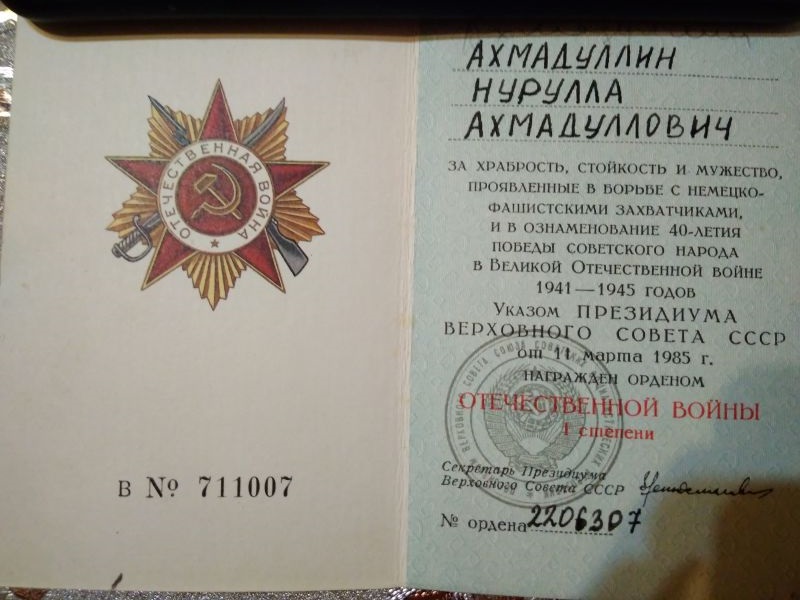 ОТЕЧЕСТВЕННАЯ ВОЙНА
В № 711007
АХМАДУЛЛИН
НУРУЛЛА
АХМАДУЛЛОВИЧ
ЗА ХРАБРОСТЬ, СТОЙКОСТЬ И МУЖЕСТВО,
ПРОЯВЛЕННЫЕ В БОРЬБЕ С НЕМЕЦКО-
ФАШИСТСКИМИ ЗАХВАТЧИКАМИ,
И В ОЗНАМЕНОВАНИЕ 40-ЛЕТИЯ
ПОБЕДЫ СОВЕТСКОГО НАРОДА
В ВЕЛИКОЙ ОТЕЧЕСТВЕННОЙ ВОЙНЕ
1941—1945 ГОДОВ
УКАЗОМ ПРЕЗИДИУМА
ВЕРХОВНОГО СОВЕТА СССР
от 11 марта 1985 г.
НАГРАЖДЕН ОРДЕНОМ
ОТЕЧЕСТВЕННОЙ ВОЙНЫ
I степени
Секретарь Президиума
Верховного Совета СССР
№ ордена 2206307